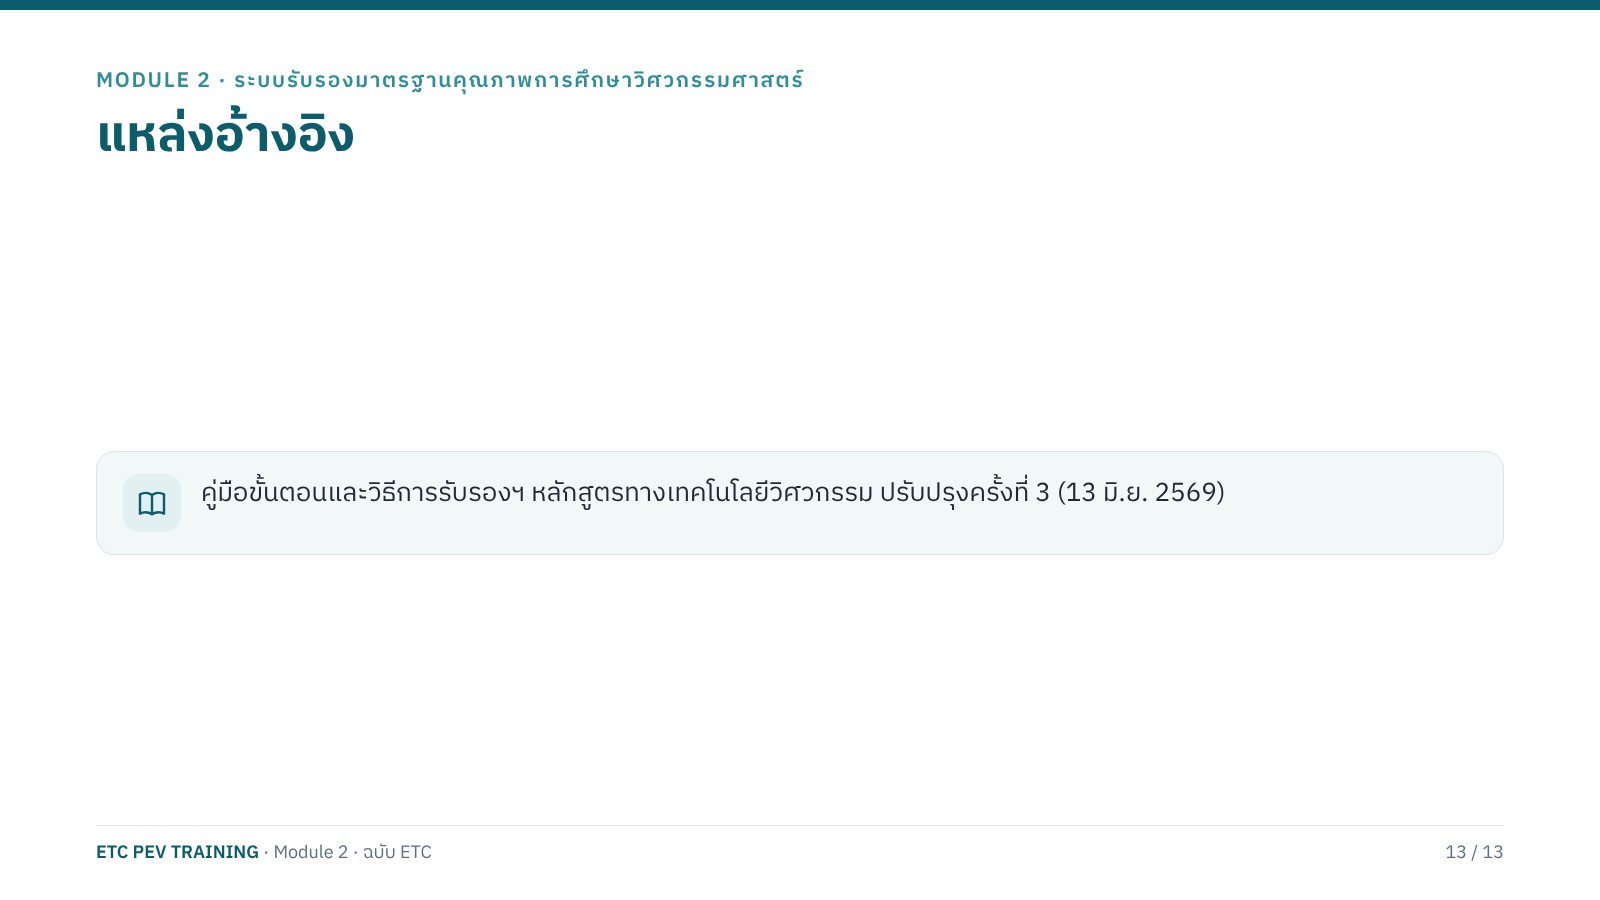 MODULE 2 · ระบบรับรองมาตรฐานคุณภาพการศึกษาวิศวกรรมศาสตร์
แหล่งอ้างอิง
คู่มือขั้นตอนและวิธีการรับรองฯ หลักสูตรทางเทคโนโลยีวิศวกรรม ปรับปรุงครั้งที่ 3 (13 มิ.ย. 2569)
ETC PEV TRAINING · Module 2 · ฉบับ ETC
13 / 13